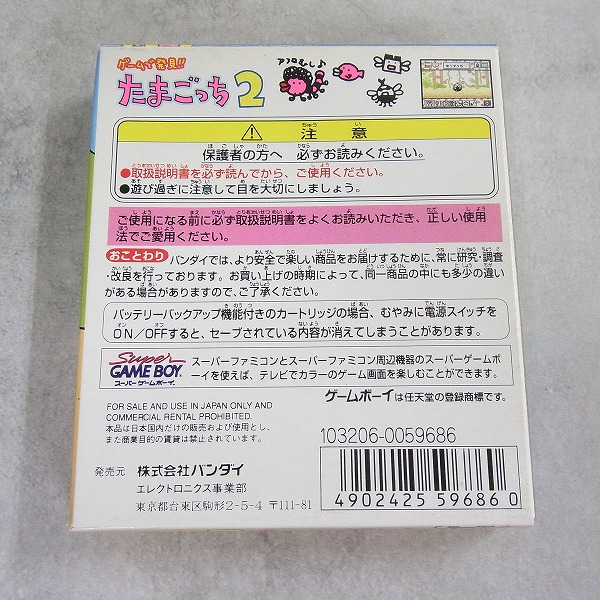 ゲームで発見!!
たまごっち2
アフロむし♪
注意
保護者の方へ 必ずお読みください。
●取扱説明書を必ず読んでから、ご使用ください。
●遊び過ぎに注意して目を大切にしましょう。
ご使用になる前に必ず取扱説明書をよくお読みいただき、正しい使用
法でご愛用ください。
おことわり バンダイでは、より安全で楽しい商品をお届けするために、常に研究・調査
・改良を行っております。お買い上げの時期によって、同一商品の中にも多少の違い
がある場合がありますので、ご了承ください。
バッテリーバックアップ機能付きのカートリッジの場合、むやみに電源スイッチを
ON/OFFすると、セーブされている内容が消えてしまうことがあります。
Super
GAME BOY
スーパーゲームボーイ
スーパーファミコンとスーパーファミコン周辺機器のスーパーゲームボ
ーイを使えば、テレビでカラーのゲーム画面を楽しむことができます。
ゲームボーイは任天堂の登録商標です。
FOR SALE AND USE IN JAPAN ONLY AND
COMMERCIAL RENTAL PROHIBITED.
本品は日本国内だけの販売および使用とし、
また商業目的の賃貸は禁止されています。
103206-0059686
発売元 株式会社バンダイ
エレクトロニクス事業部
東京都台東区駒形2-5-4 〒111-81
4902425 596860